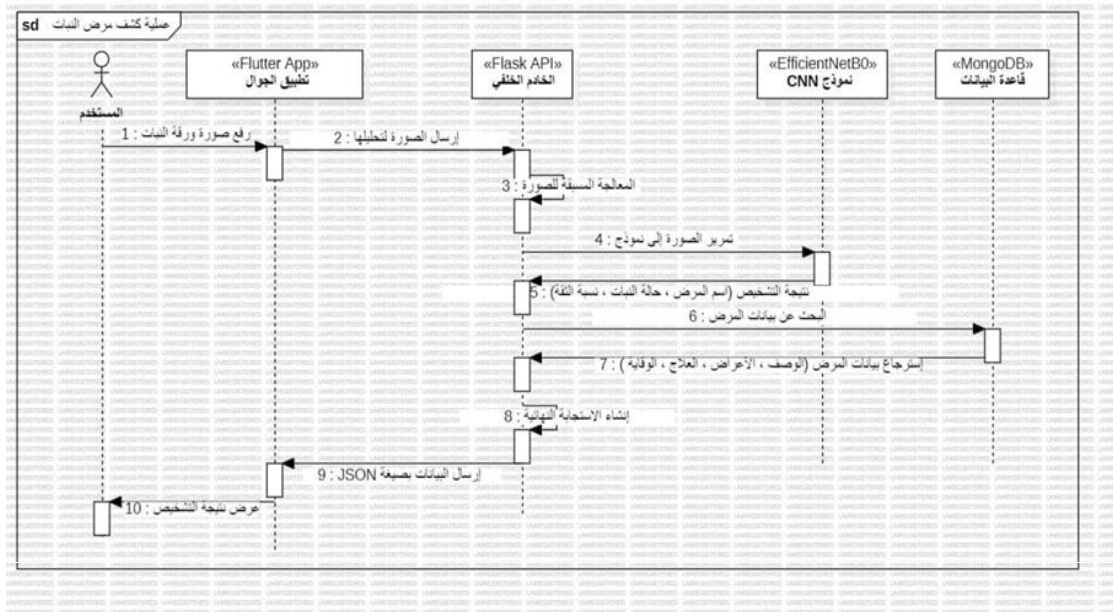 sd عملية كشف مرض النبات
المستخدم
«Flutter App»
تطبيق الجوال
«Flask API»
الخادم الخلفي
«EfficientNetB0»
نموذج CNN
«MongoDB»
قاعدة البيانات
1 : رفع صورة ورقة النبات
2 : إرسال الصورة لتحليلها
3 : المعالجة المسبقة للصورة
4 : تمرير الصورة إلى نموذج
5 : نتيجة التشخيص (اسم المرض ، حالة النبات ، نسبة الثقة)
6 : البحث عن بيانات المرض
7 : إسترجاع بيانات المرض (الوصف ، الأعراض ، العلاج ، الوقاية )
8 : إنشاء الاستجابة النهائية
9 : إرسال البيانات بصيغة JSON
10 : عرض نتيجة التشخيص